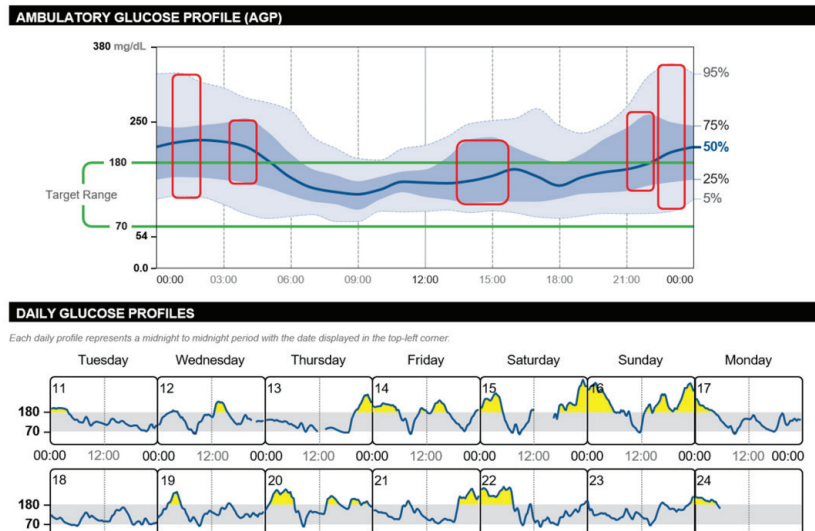 AMBULATORY GLUCOSE PROFILE (AGP)
380 mg/dL
95%
250
75%
50%
180
25%
Target Range
5%
70
54
0.0
00:00 03:00 06:00 09:00 12:00 15:00 18:00 21:00 00:00
DAILY GLUCOSE PROFILES
Each daily profile represents a midnight to midnight period with the date displayed in the top-left corner.
Tuesday Wednesday Thursday Friday Saturday Sunday Monday
11 12 13 14 15 16 17
180
70
00:00 12:00 00:00 12:00 00:00 12:00 00:00 12:00 00:00 12:00 00:00 12:00 00:00 12:00 00:00
18 19 20 21 22 23 24
180
70